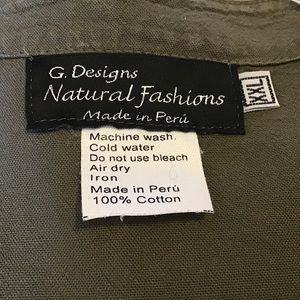 G. Designs
Natural Fashions
Made in Perú
XXL
Machine wash.
Cold water
Do not use bleach
Air dry
Iron
Made in Perú
100% Cotton